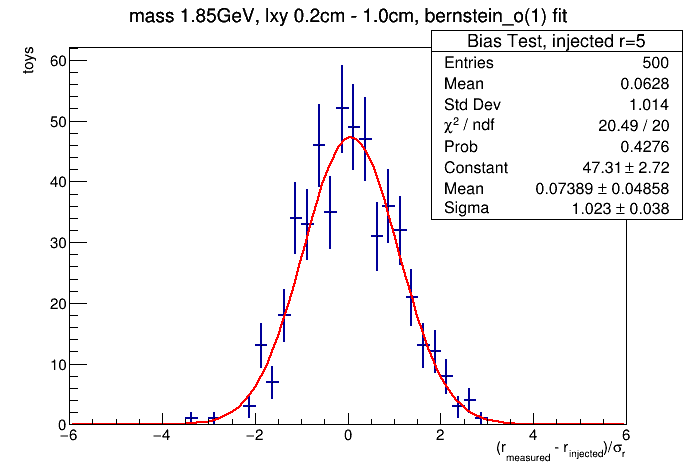 mass 1.85GeV, lxy 0.2cm - 1.0cm, bernstein_o(1) fit
Bias Test, injected r=5
Entries 500
Mean 0.0628
Std Dev 1.014
χ² / ndf 20.49 / 20
Prob 0.4276
Constant 47.31 ± 2.72
Mean 0.07389 ± 0.04858
Sigma 1.023 ± 0.038
toys
60
50
40
30
20
10
0
−6 −4 −2 0 2 4 6
(r_measured - r_injected)/σ_r